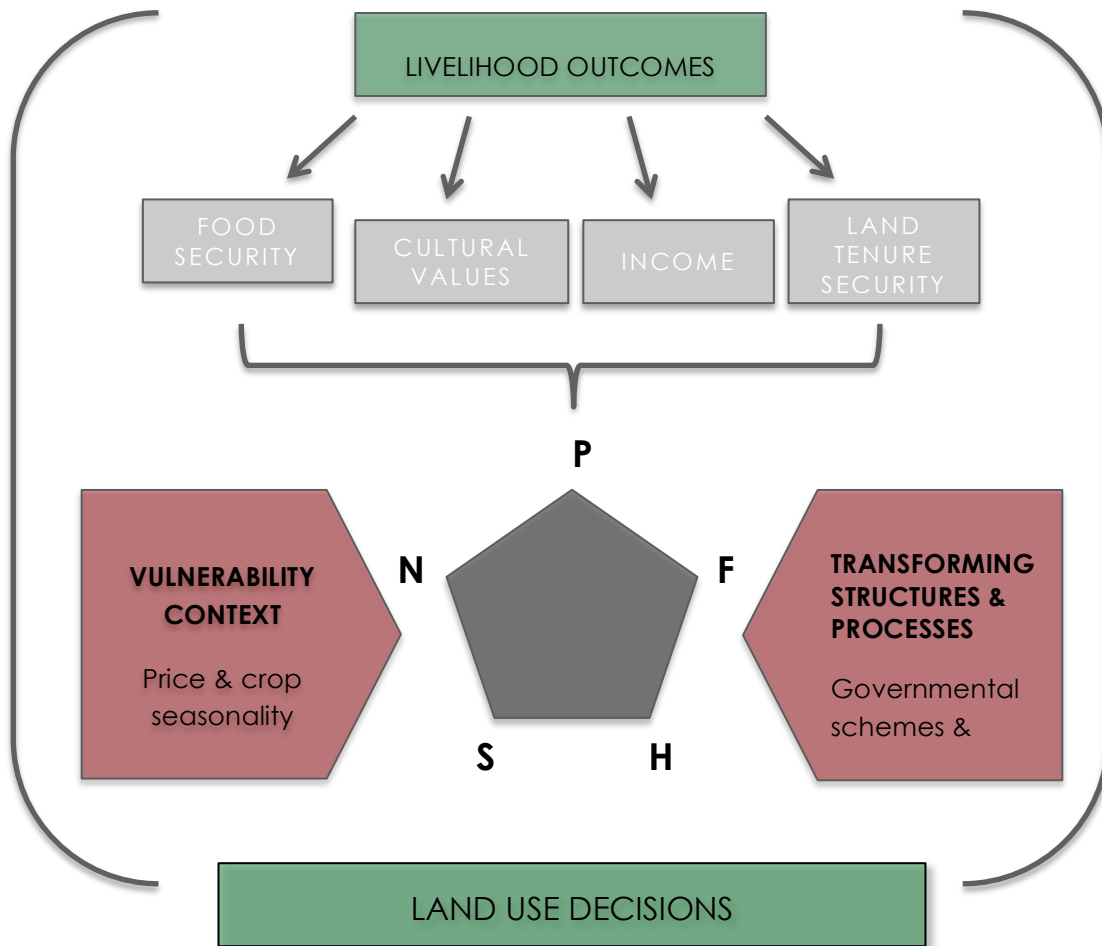 LIVELIHOOD OUTCOMES
FOOD
SECURITY
CULTURAL
VALUES
INCOME
LAND
TENURE
SECURITY
P
N
F
S
H
VULNERABILITY
CONTEXT
Price & crop
seasonality
TRANSFORMING
STRUCTURES &
PROCESSES
Governmental
schemes &
LAND USE DECISIONS